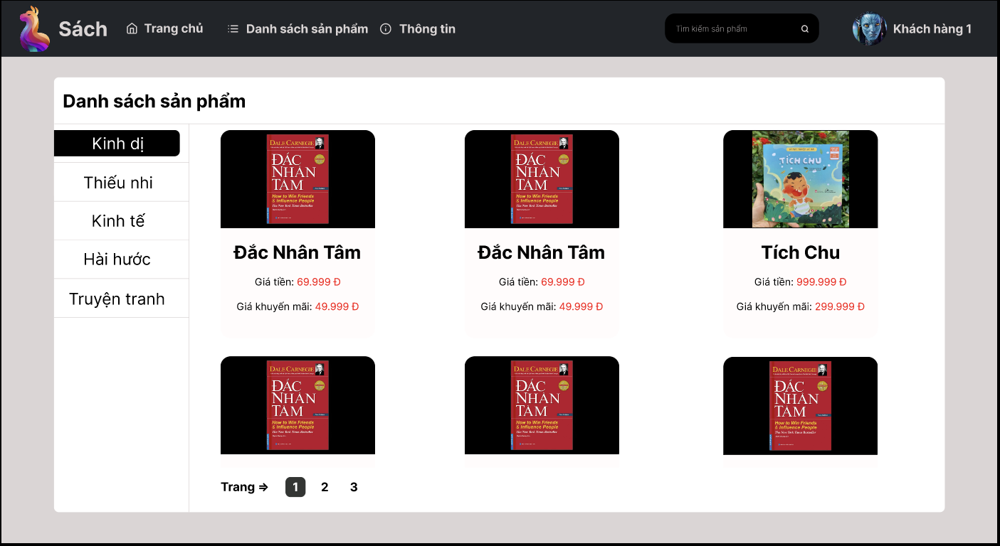 Sách
Trang chủ
Danh sách sản phẩm
Thông tin
Tìm kiếm sản phẩm
Khách hàng 1
Danh sách sản phẩm
Kinh dị
Thiếu nhi
Kinh tế
Hài hước
Truyện tranh
DALE CARNEGIE
ĐẮC
NHÂN
TÂM
How to Win Friends
& Influence People
The New York Times Bestseller
Đắc Nhân Tâm
Giá tiền: 69.999 Đ
Giá khuyến mãi: 49.999 Đ
DALE CARNEGIE
ĐẮC
NHÂN
TÂM
How to Win Friends
& Influence People
The New York Times Bestseller
Đắc Nhân Tâm
Giá tiền: 69.999 Đ
Giá khuyến mãi: 49.999 Đ
TÍCH CHU
Tích Chu
Giá tiền: 999.999 Đ
Giá khuyến mãi: 299.999 Đ
DALE CARNEGIE
ĐẮC
NHÂN
TÂM
How to Win Friends
& Influence People
The New York Times Bestseller
DALE CARNEGIE
ĐẮC
NHÂN
TÂM
How to Win Friends
& Influence People
The New York Times Bestseller
DALE CARNEGIE
ĐẮC
NHÂN
TÂM
How to Win Friends
& Influence People
The New York Times Bestseller
Trang ⇒ 1 2 3